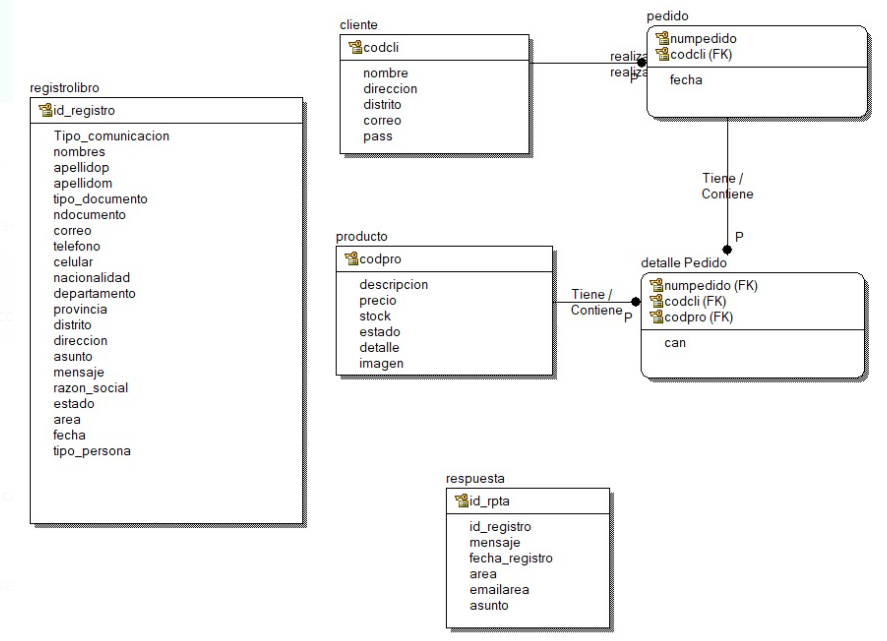 registrolibro
id_registro
Tipo_comunicacion
nombres
apellidop
apellidom
tipo_documento
ndocumento
correo
telefono
celular
nacionalidad
departamento
provincia
distrito
direccion
asunto
mensaje
razon_social
estado
area
fecha
tipo_persona
cliente
codcli
nombre
direccion
distrito
correo
pass
realiza
realiza
P
pedido
numpedido
codcli (FK)
fecha
Tiene /
Contiene
P
producto
codpro
descripcion
precio
stock
estado
detalle
imagen
Tiene /
Contiene
P
detalle Pedido
numpedido (FK)
codcli (FK)
codpro (FK)
can
respuesta
id_rpta
id_registro
mensaje
fecha_registro
area
emailarea
asunto